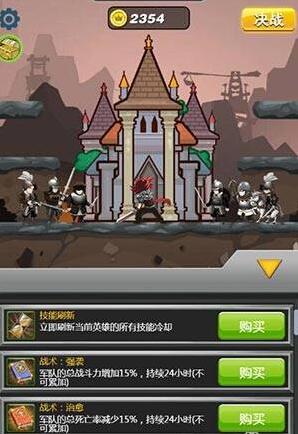 2354
决战
技能刷新
立即刷新当前英雄的所有技能冷却
购买
战术：强袭
军队的总战斗力增加15%，持续24小时(不
可累加)
购买
战术：治愈
军队的总死亡率减少15%，持续24小时(不
可累加)
购买